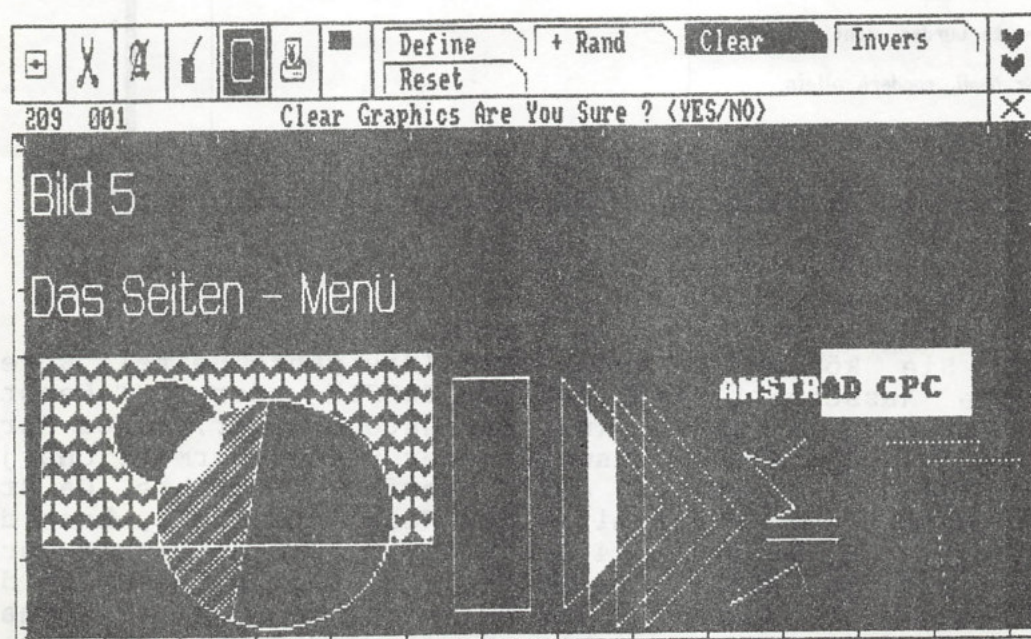 Define + Rand Clear Invers
Reset
209 001 Clear Graphics Are You Sure ? (YES/NO)
Bild 5
Das Seiten - Menü
AMSTRAD CPC